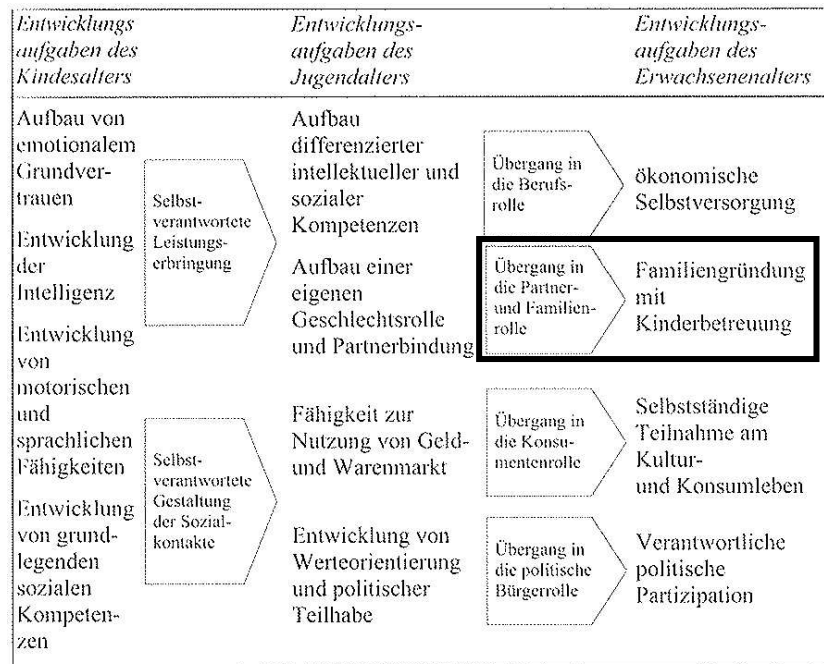 Entwicklungs
aufgaben des
Kindesalters
Entwicklungs-
aufgaben des
Jugendalters
Entwicklungs-
aufgaben des
Erwachsenenalters
Aufbau von
emotionalem
Grundver-
trauen
Entwicklung
der
Intelligenz
Entwicklung
von
motorischen
und
sprachlichen
Fähigkeiten
Entwicklung
von grund-
legenden
sozialen
Kompeten-
zen
Selbst-
verantwortete
Leistungs-
erbringung
Selbst-
verantwortete
Gestaltung
der Sozial-
kontakte
Aufbau
differenzierter
intellektueller und
sozialer
Kompetenzen
Aufbau einer
eigenen
Geschlechtsrolle
und Partnerbindung
Fähigkeit zur
Nutzung von Geld-
und Warenmarkt
Entwicklung von
Werteorientierung
und politischer
Teilhabe
Übergang in
die Berufs-
rolle
Übergang in
die Partner-
und Familien-
rolle
Übergang in
die Konsu-
mentenrolle
Übergang in
die politische
Bürgerrolle
ökonomische
Selbstversorgung
Familiengründung
mit
Kinderbetreuung
Selbstständige
Teilnahme am
Kultur-
und Konsumleben
Verantwortliche
politische
Partizipation